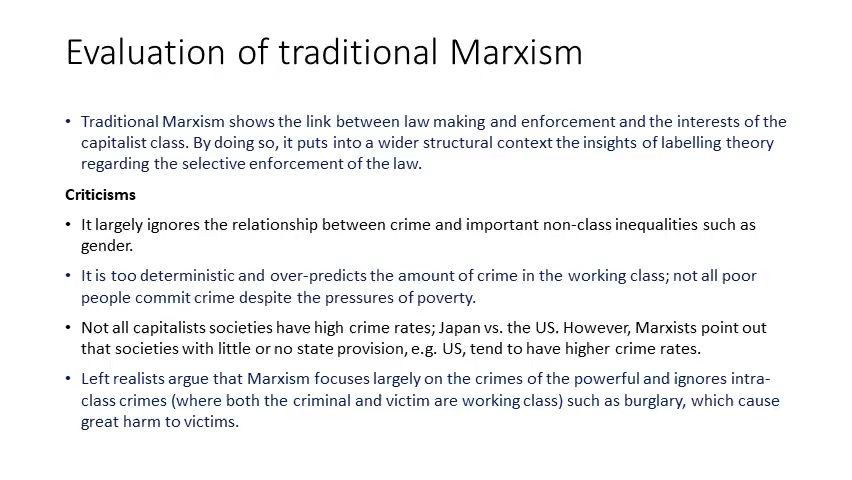 Evaluation of traditional Marxism
• Traditional Marxism shows the link between law making and enforcement and the interests of the
capitalist class. By doing so, it puts into a wider structural context the insights of labelling theory
regarding the selective enforcement of the law.
Criticisms
• It largely ignores the relationship between crime and important non-class inequalities such as
gender.
• It is too deterministic and over-predicts the amount of crime in the working class; not all poor
people commit crime despite the pressures of poverty.
• Not all capitalists societies have high crime rates; Japan vs. the US. However, Marxists point out
that societies with little or no state provision, e.g. US, tend to have higher crime rates.
• Left realists argue that Marxism focuses largely on the crimes of the powerful and ignores intra-
class crimes (where both the criminal and victim are working class) such as burglary, which cause
great harm to victims.